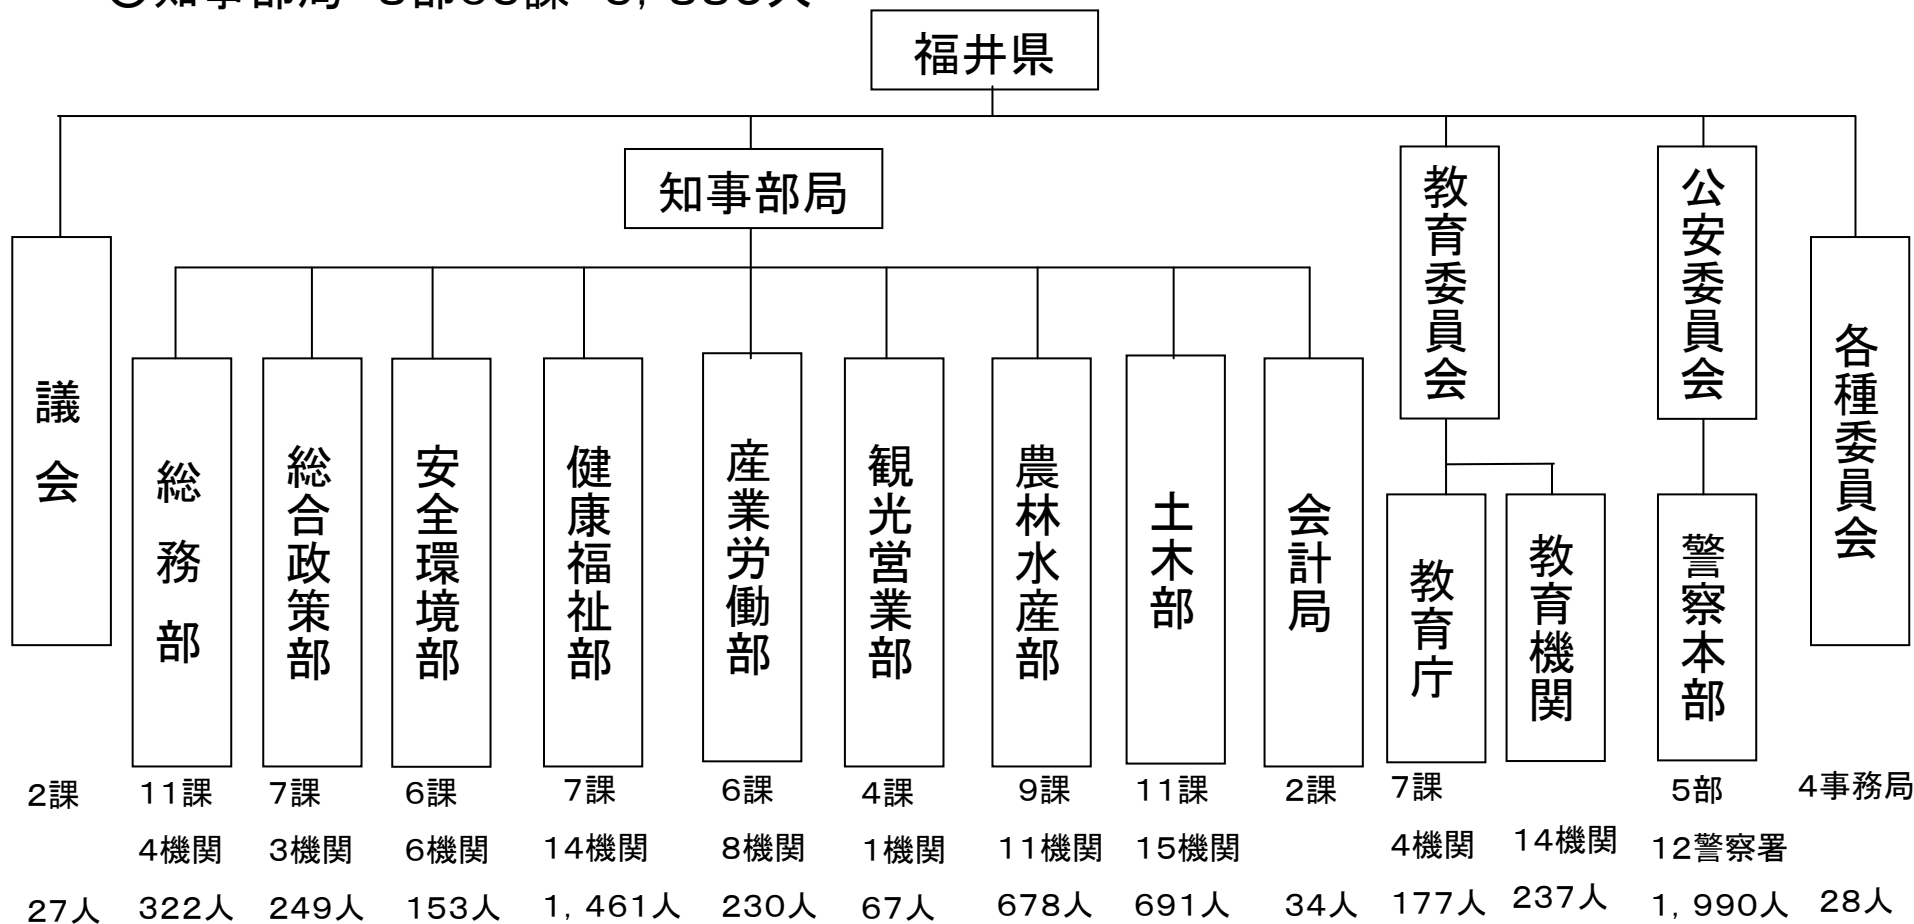 福井県
知事部局
教育委員会
公安委員会
議会
総務部
総合政策部
安全環境部
健康福祉部
産業労働部
観光営業部
農林水産部
土木部
会計局
教育庁
教育機関
警察本部
各種委員会
2課 11課 7課 6課 7課 6課 4課 9課 11課 2課 7課 5部 4事務局
4機関 3機関 6機関 14機関 8機関 1機関 11機関 15機関 4機関 14機関 12警察署
27人 322人 249人 153人 1,461人 230人 67人 678人 691人 34人 177人 237人 1,990人 28人